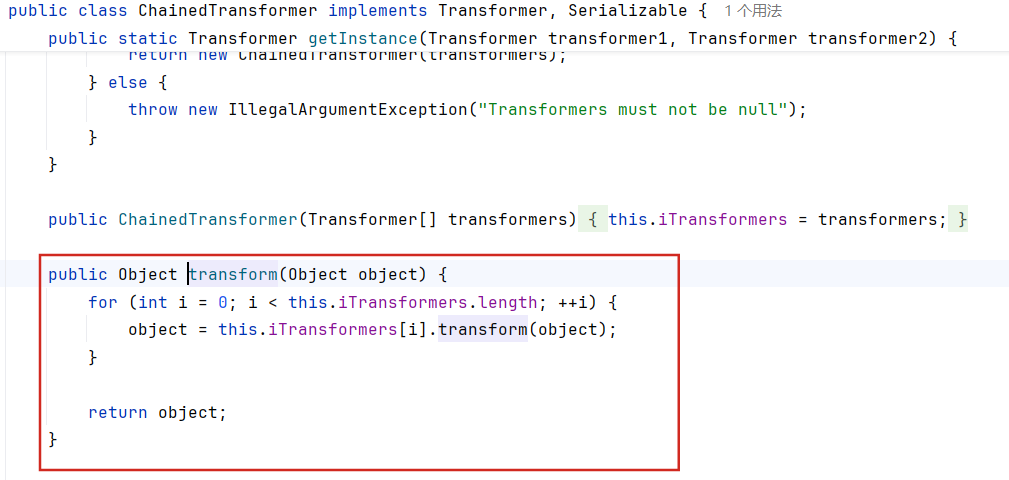 public class ChainedTransformer implements Transformer, Serializable { 1 个用法
public static Transformer getInstance(Transformer transformer1, Transformer transformer2) {
return new ChainedTransformer(transformers);
} else {
throw new IllegalArgumentException("Transformers must not be null");
}
}
public ChainedTransformer(Transformer[] transformers) { this.iTransformers = transformers; }
public Object transform(Object object) {
for (int i = 0; i < this.iTransformers.length; ++i) {
object = this.iTransformers[i].transform(object);
}
return object;
}